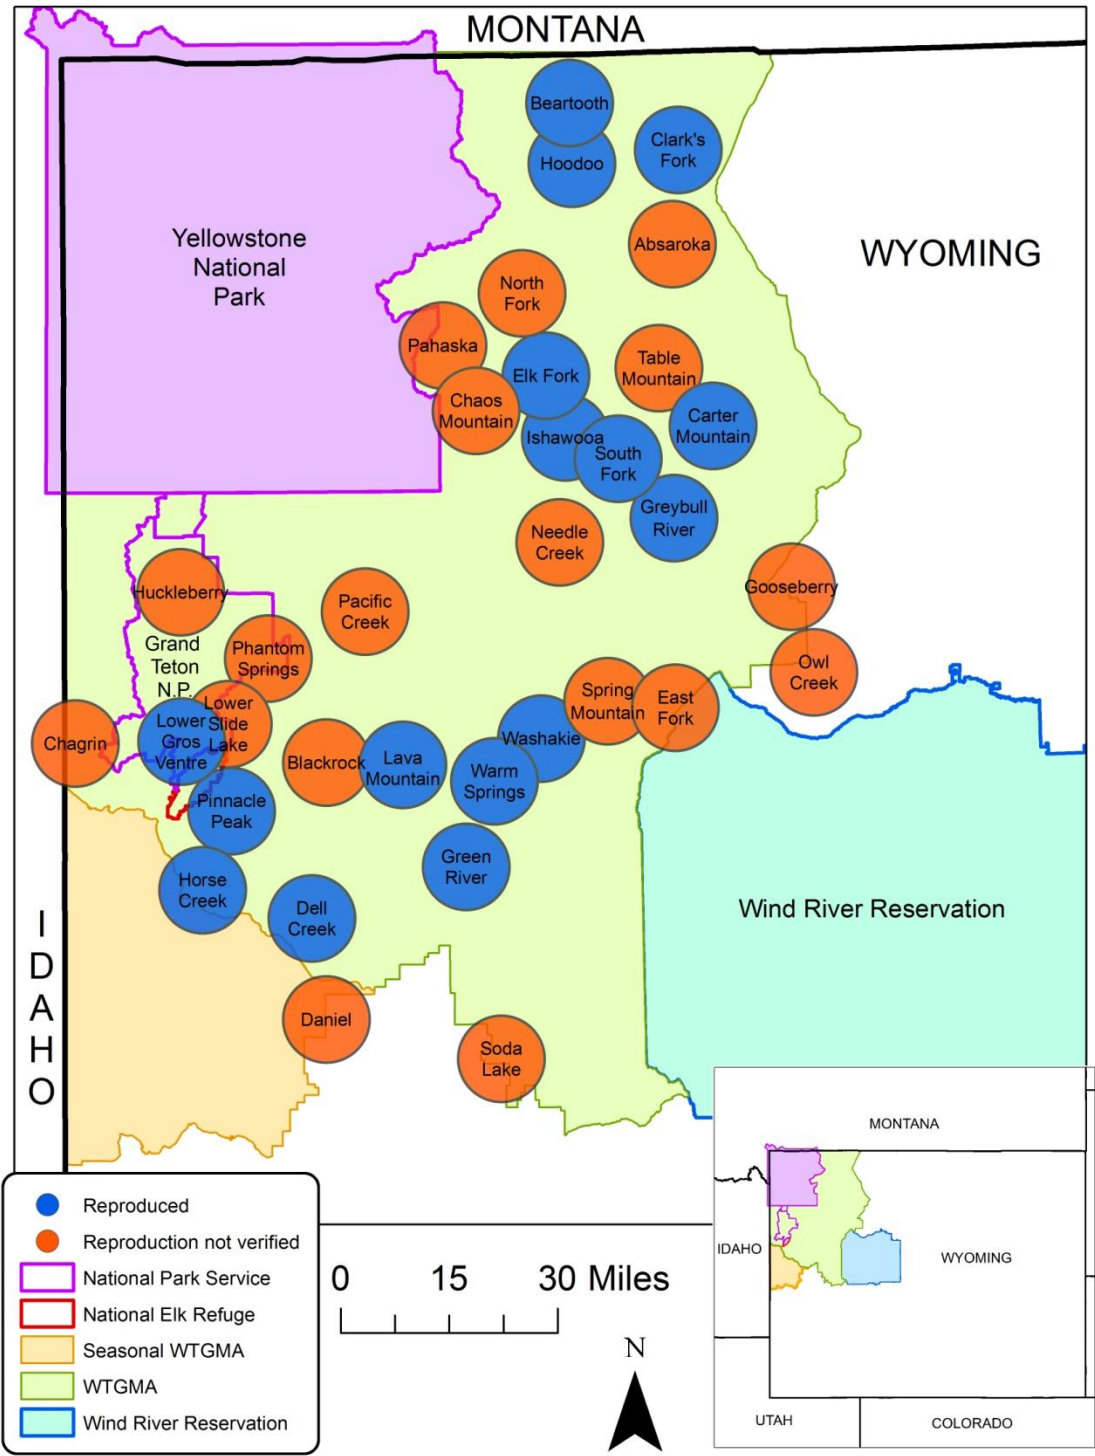 MONTANA
Beartooth
Clark's
Fork
Hoodoo
Yellowstone
National
Park
Absaroka
WYOMING
North
Fork
Pahaska
Elk Fork
Table
Mountain
Chaos
Mountain
Carter
Mountain
Ishawooa
South
Fork
Greybull
River
Needle
Creek
Huckleberry
Gooseberry
Pacific
Creek
Grand
Teton
N.P.
Phantom
Springs
Owl
Creek
Spring
Mountain
East
Fork
Lower
Slide
Lake
Lower
Gros
Ventre
Chagrin
Washakie
Blackrock
Lava
Mountain
Warm
Springs
Pinnacle
Peak
Green
River
Horse
Creek
Dell
Creek
Wind River Reservation
I
D
A
H
O
Daniel
Soda
Lake
Reproduced
Reproduction not verified
National Park Service
National Elk Refuge
Seasonal WTGMA
WTGMA
Wind River Reservation
0 15 30 Miles
N
MONTANA
IDAHO
WYOMING
UTAH
COLORADO